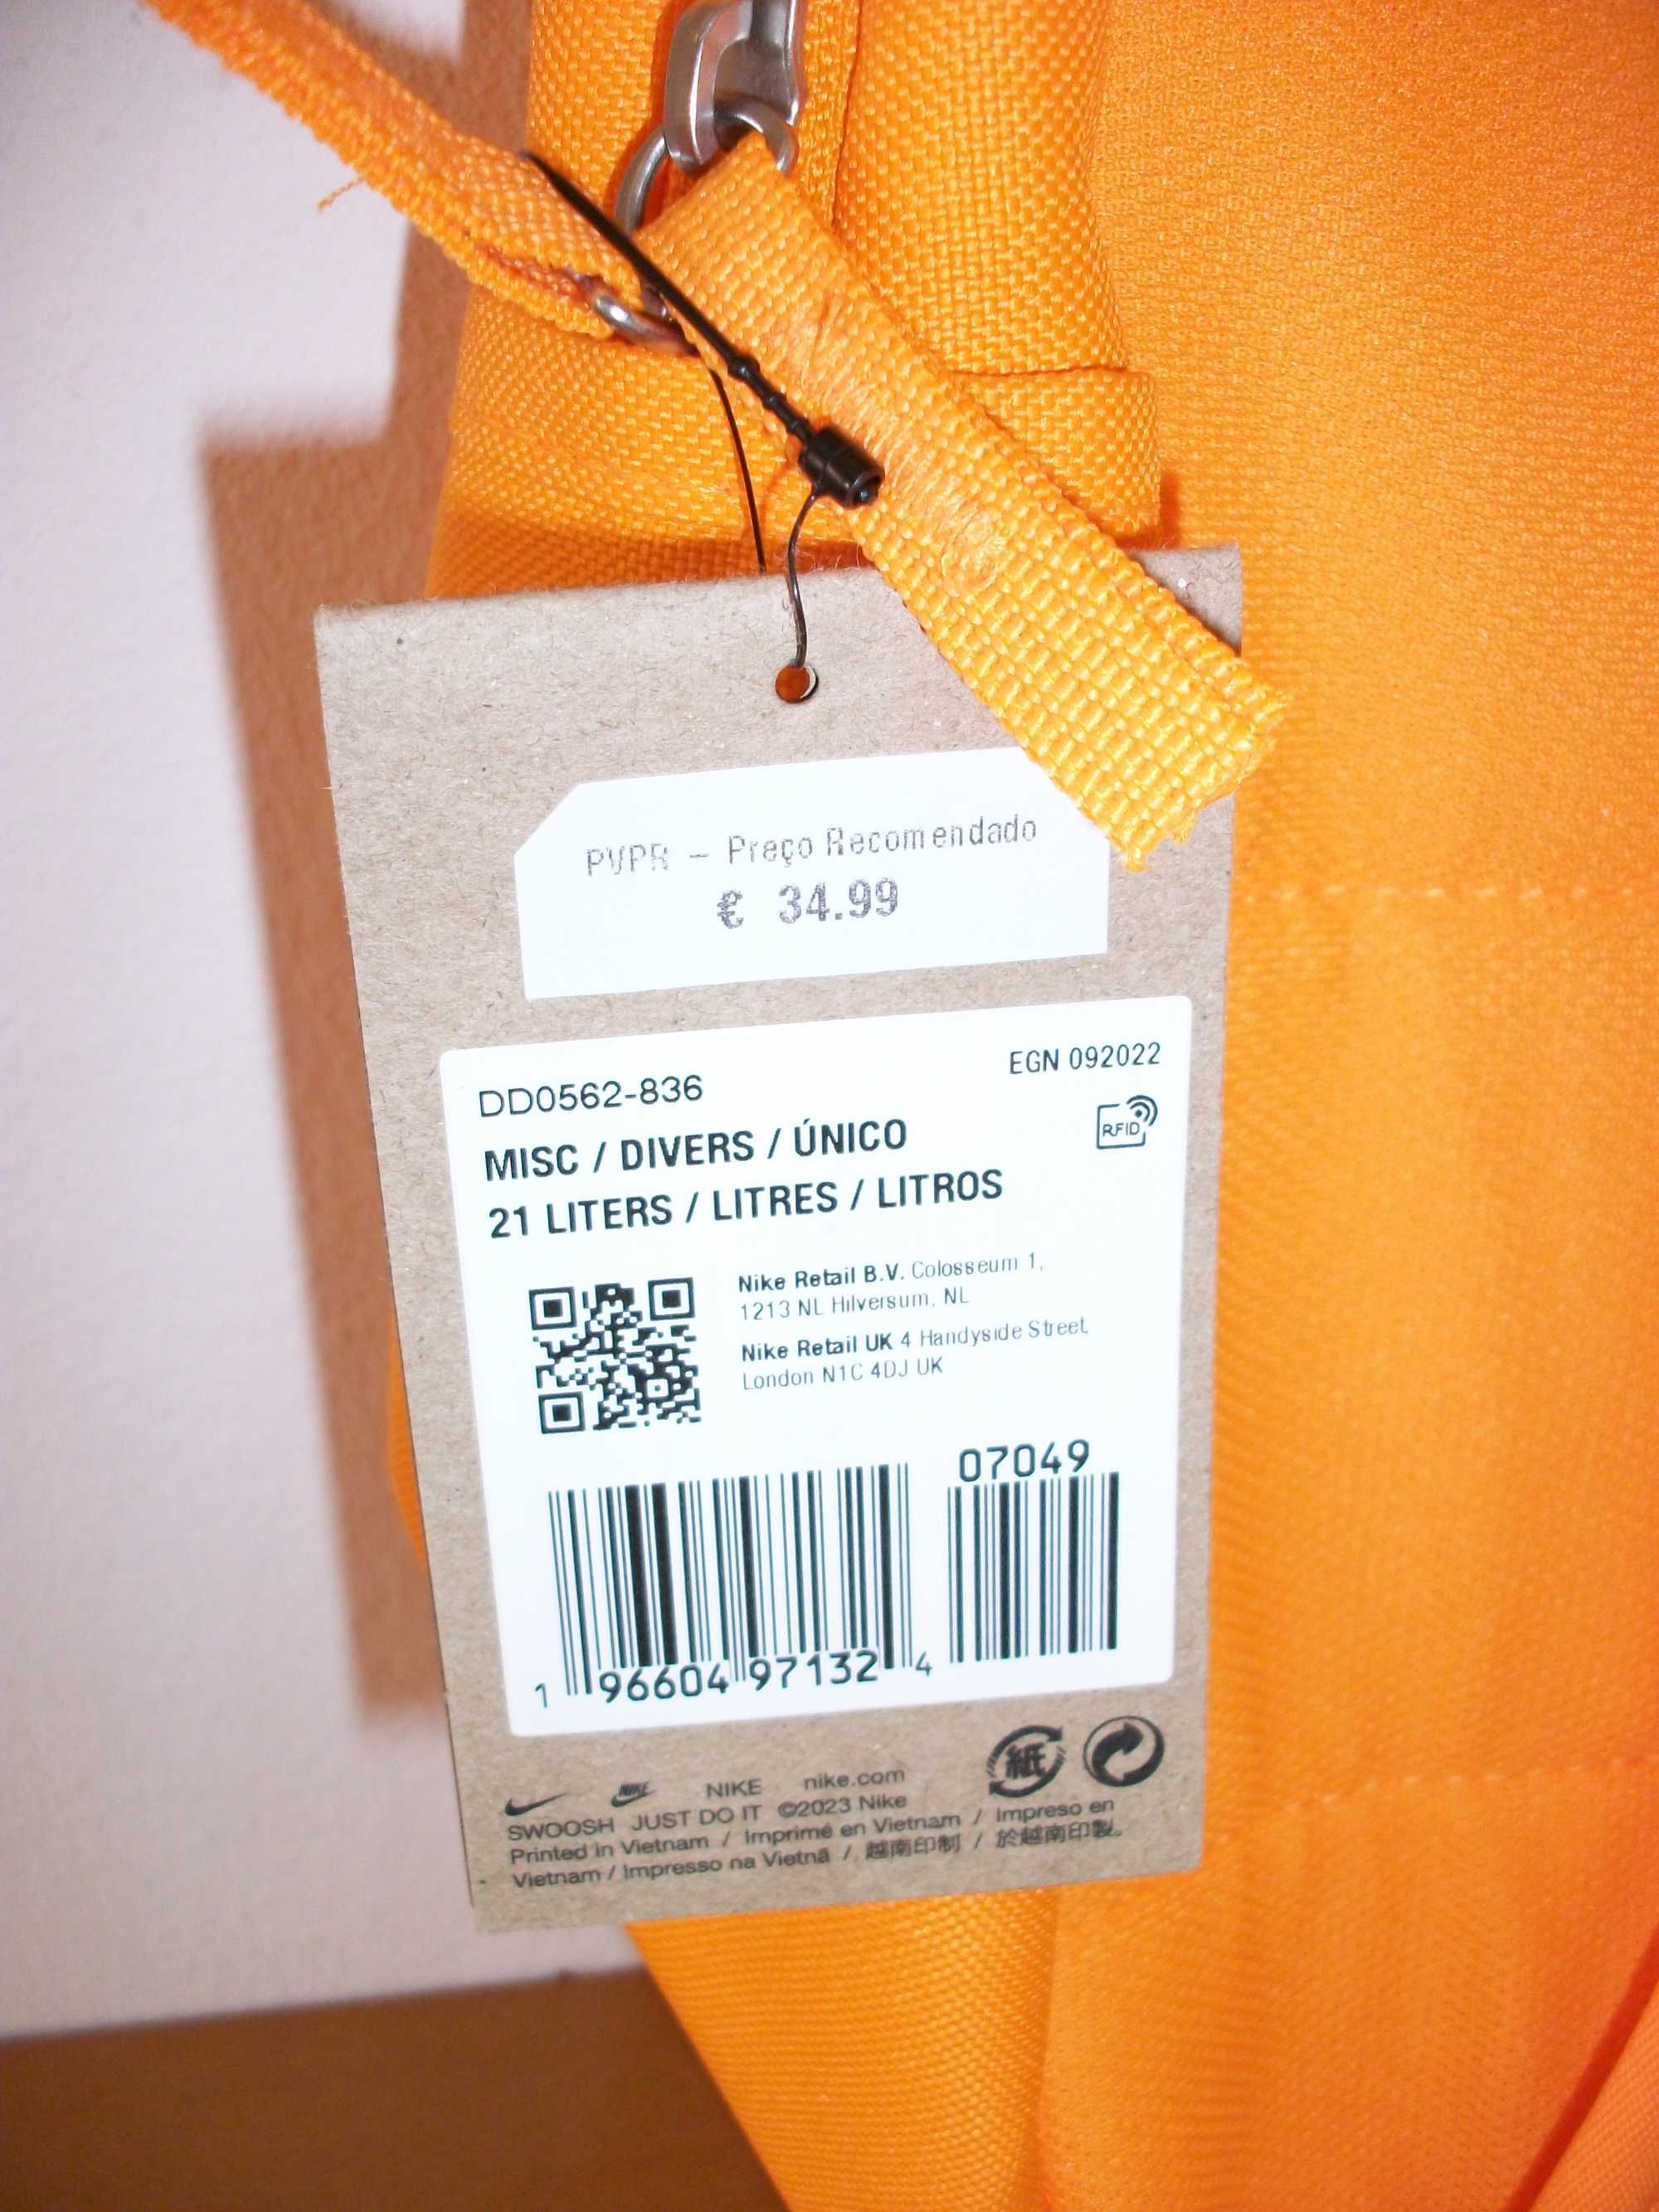 PVPR – Preço Recomendado
€ 34.99
EGN 092022
DD0562-836
RFID
MISC / DIVERS / ÚNICO
21 LITERS / LITRES / LITROS
Nike Retail B.V. Colosseum 1,
1213 NL Hilversum, NL
Nike Retail UK 4 Handyside Street,
London N1C 4DJ UK
07049
1 96604 97132 4
紙
NIKE NIKE nike.com
SWOOSH JUST DO IT ©2023 Nike
Printed in Vietnam / Imprimé en Vietnam / Impreso en
Vietnam / Impresso na Vietnã / 越南印制 / 於越南印製.